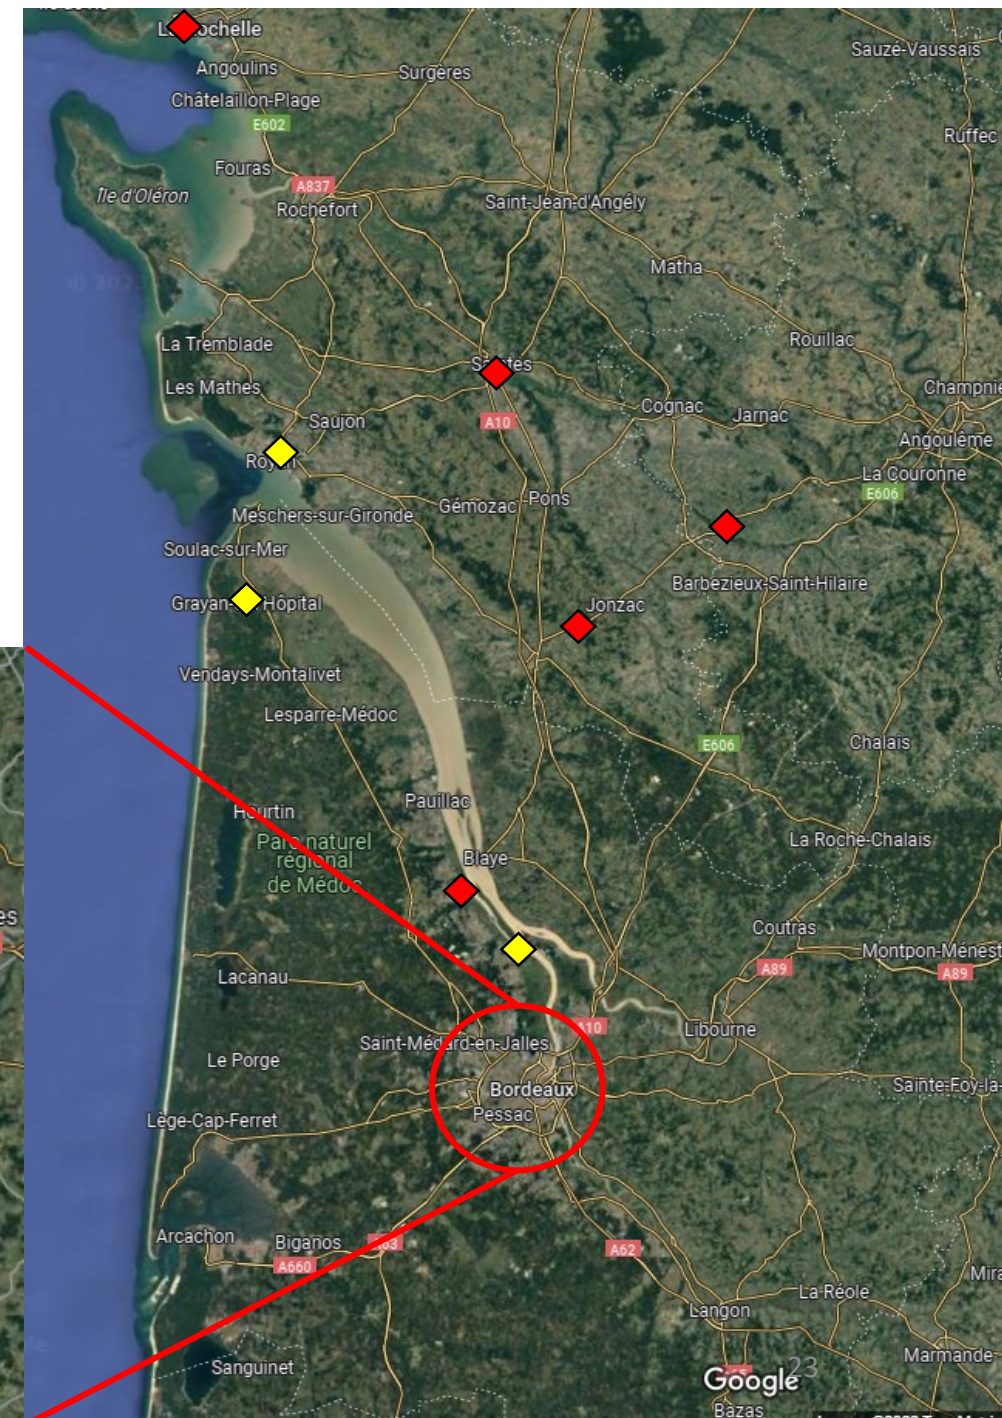 La Rochelle
Sauzé-Vaussais
Angoulins
Surgères
Châtelaillon-Plage
E602
Ruffec
Fouras
A837
Île d'Oléron
Rochefort
Saint-Jean-d'Angély
Matha
Rouillac
La Tremblade
Saintes
Les Mathes
Champnie
Cognac
Jarnac
Saujon
A10
Angoulême
Royan
La Couronne
E606
Gémozac
Pons
Meschers-sur-Gironde
Soulac-sur-Mer
Barbezieux-Saint-Hilaire
Grayan- Hôpital
Jonzac
Vendays-Montalivet
Lesparre-Médoc
E606
Chalais
Pauillac
Hourtin
Parc naturel
régional
de Médoc
La Roche-Chalais
Blaye
es
Coutras
Montpon-Ménest
A89
A89
Lacanau
A10
Libourne
Saint-Médard-en-Jalles
Le Porge
Bordeaux
Sainte-Foy-la-
Pessac
Lège-Cap-Ferret
Arcachon
Biganos
A63
A62
A660
Mira
La Réole
Langon
Marmande
Sanguinet
23
Google
Bazas